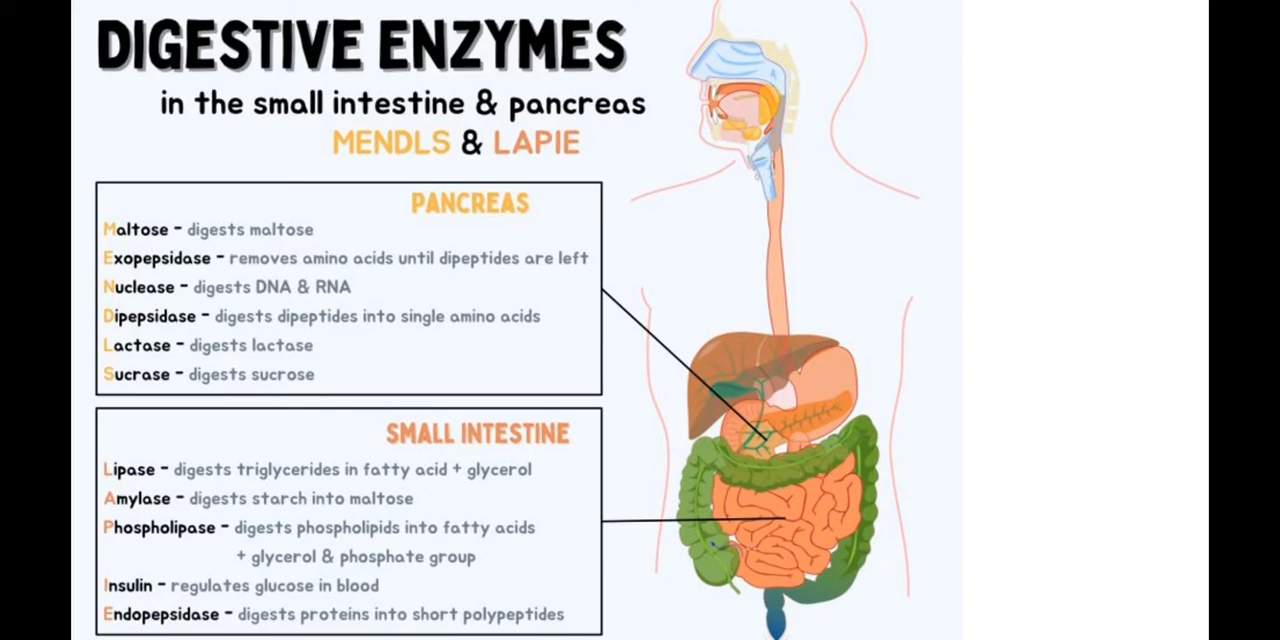 DIGESTIVE ENZYMES
in the small intestine & pancreas
MENDLS & LAPIE
PANCREAS
Maltose - digests maltose
Exopepsidase - removes amino acids until dipeptides are left
Nuclease - digests DNA & RNA
Dipepsidase - digests dipeptides into single amino acids
Lactase - digests lactase
Sucrase - digests sucrose
SMALL INTESTINE
Lipase - digests triglycerides in fatty acid + glycerol
Amylase - digests starch into maltose
Phospholipase - digests phospholipids into fatty acids
+ glycerol & phosphate group
Insulin - regulates glucose in blood
Endopepsidase - digests proteins into short polypeptides